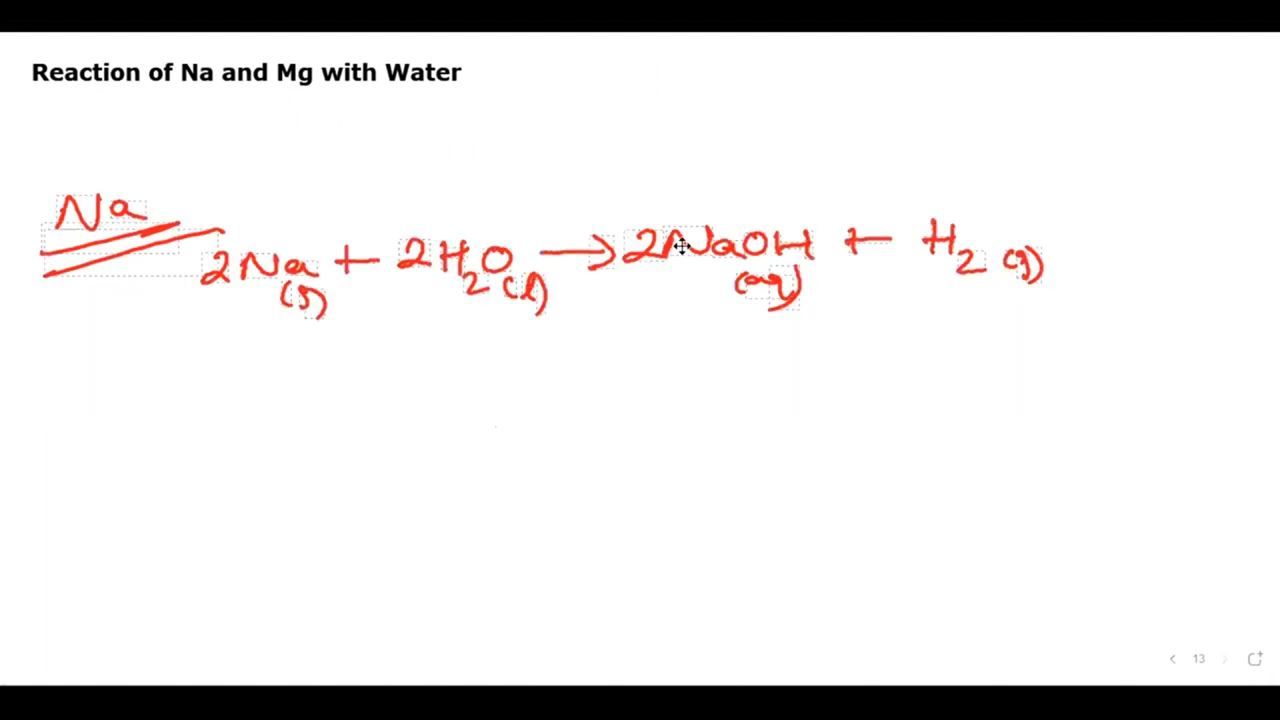 Reaction of Na and Mg with Water
Na
2Na(s) + 2H2O(l) → 2NaOH(aq) + H2(g)
13